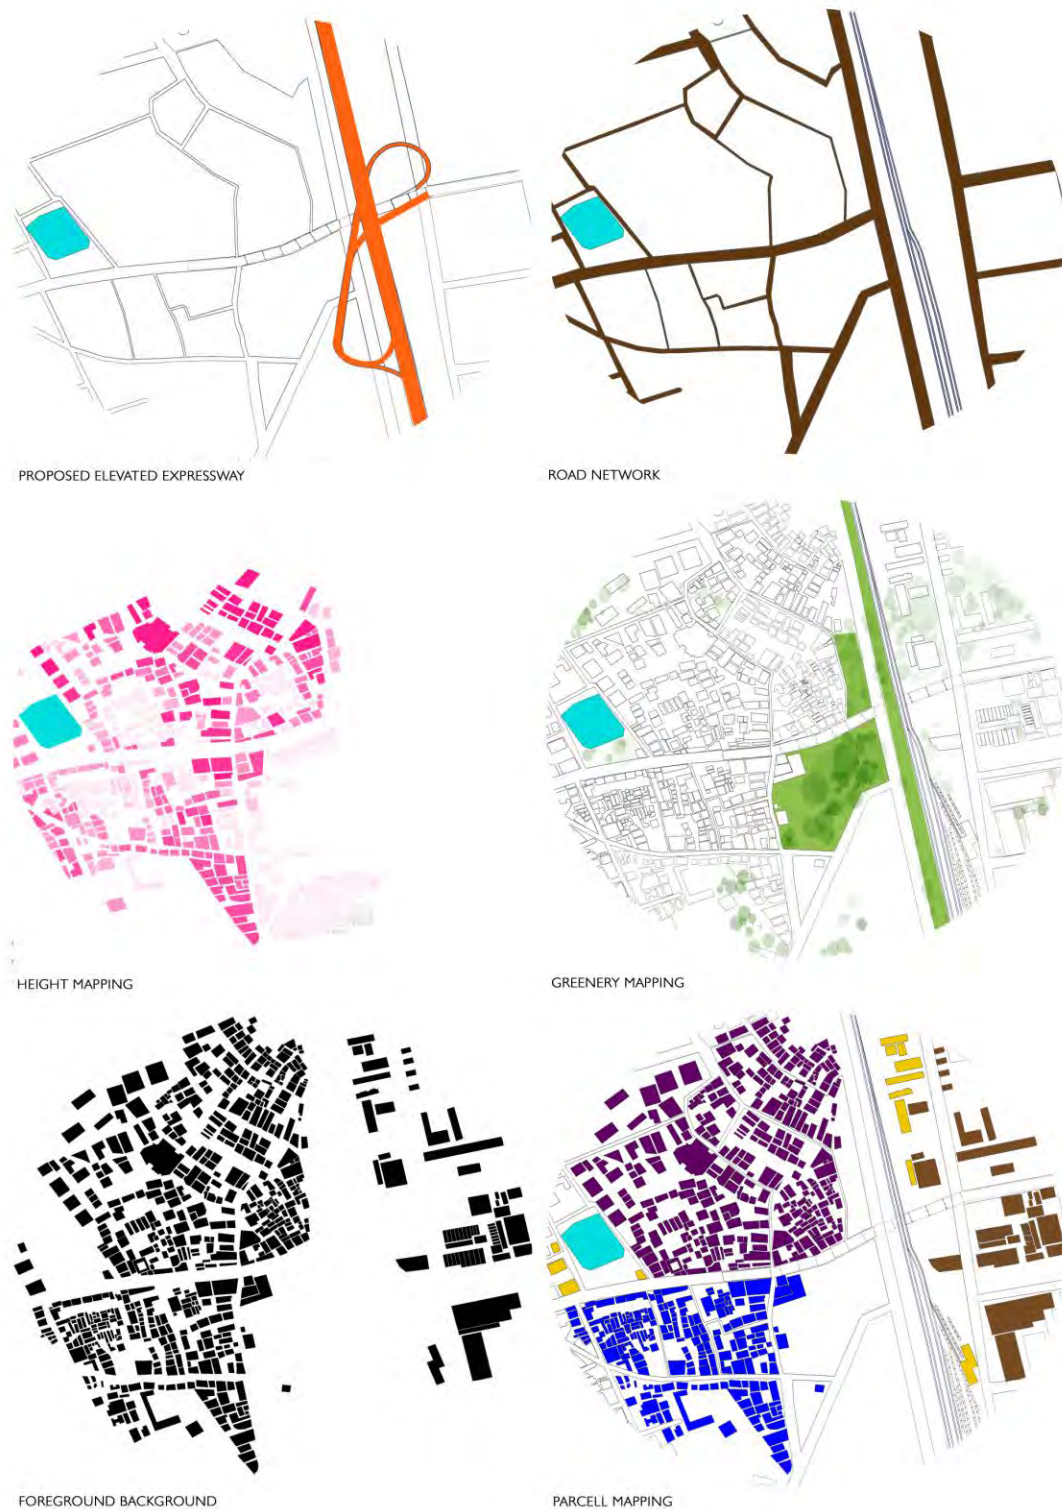 PROPOSED ELEVATED EXPRESSWAY
ROAD NETWORK
HEIGHT MAPPING
GREENERY MAPPING
FOREGROUND BACKGROUND
PARCELL MAPPING